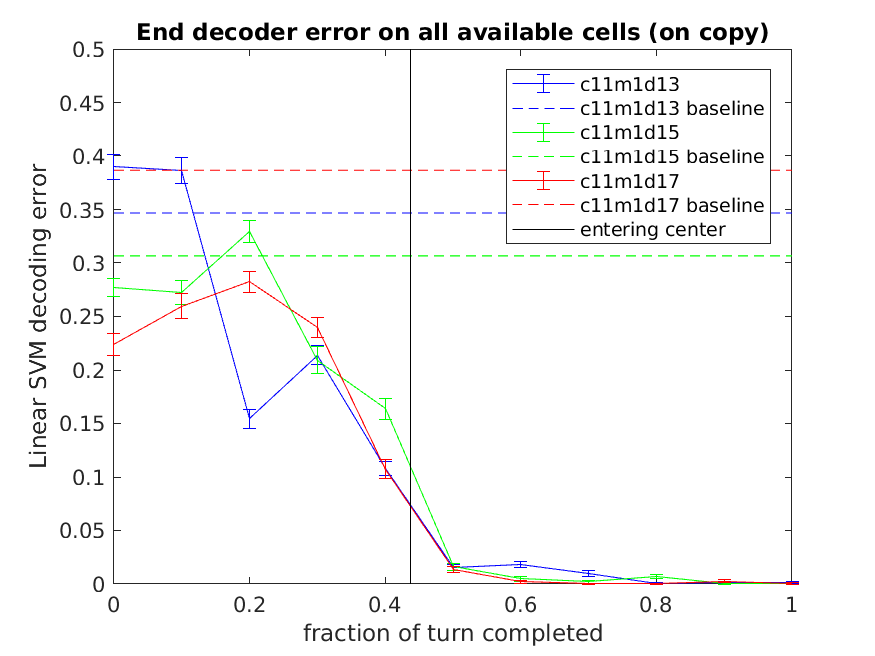 End decoder error on all available cells (on copy)
0.5
0.45
0.4
0.35
0.3
0.25
0.2
0.15
0.1
0.05
0
Linear SVM decoding error
c11m1d13
c11m1d13 baseline
c11m1d15
c11m1d15 baseline
c11m1d17
c11m1d17 baseline
entering center
0 0.2 0.4 0.6 0.8 1
fraction of turn completed